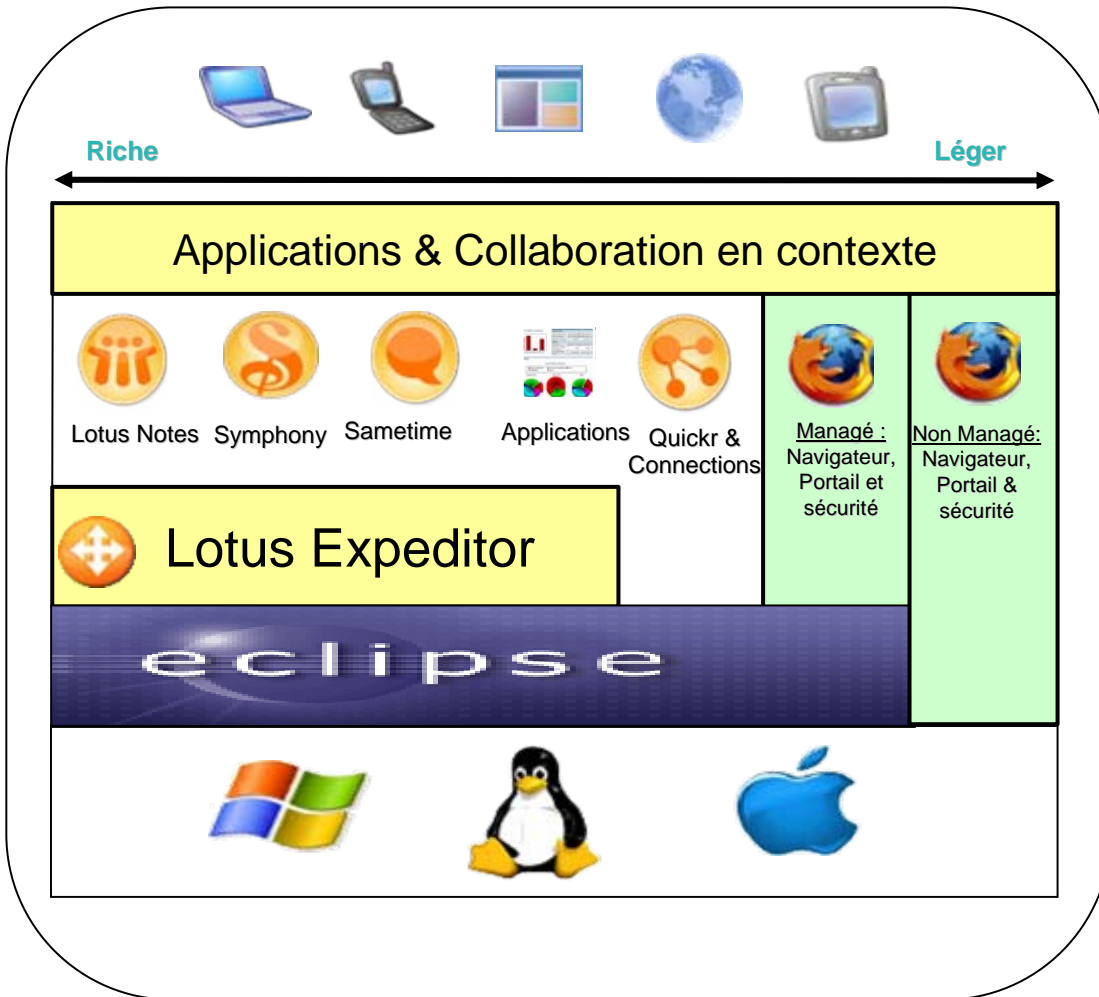 Riche
Léger
Applications & Collaboration en contexte
Lotus Notes
Symphony
Sametime
Applications
Quickr &
Connections
Managé :
Navigateur,
Portail et
sécurité
Non Managé:
Navigateur,
Portail &
sécurité
Lotus Expeditor
eclipse